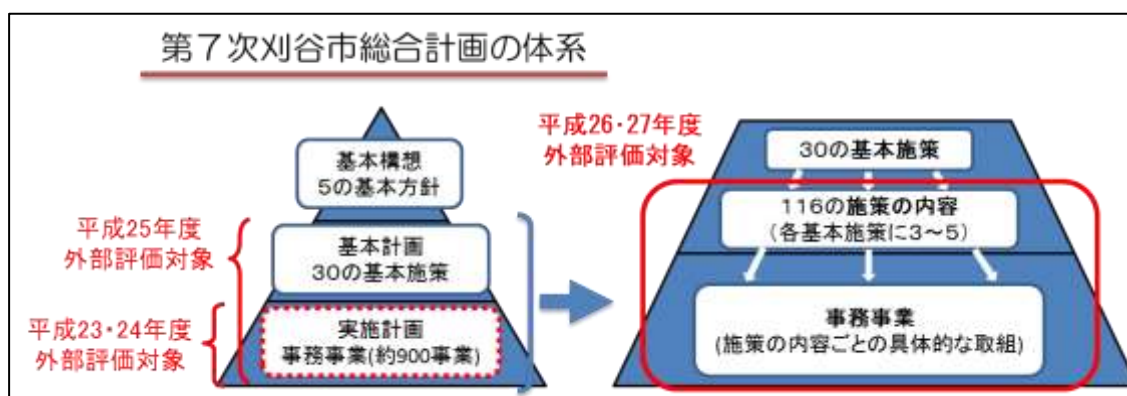 第7次刈谷市総合計画の体系
基本構想
5の基本方針
平成25年度
外部評価対象
基本計画
30の基本施策
平成23・24年度
外部評価対象
実施計画
事務事業(約900事業)
平成26・27年度
外部評価対象
30の基本施策
116の施策の内容
(各基本施策に3~5)
事務事業
(施策の内容ごとの具体的な取組)